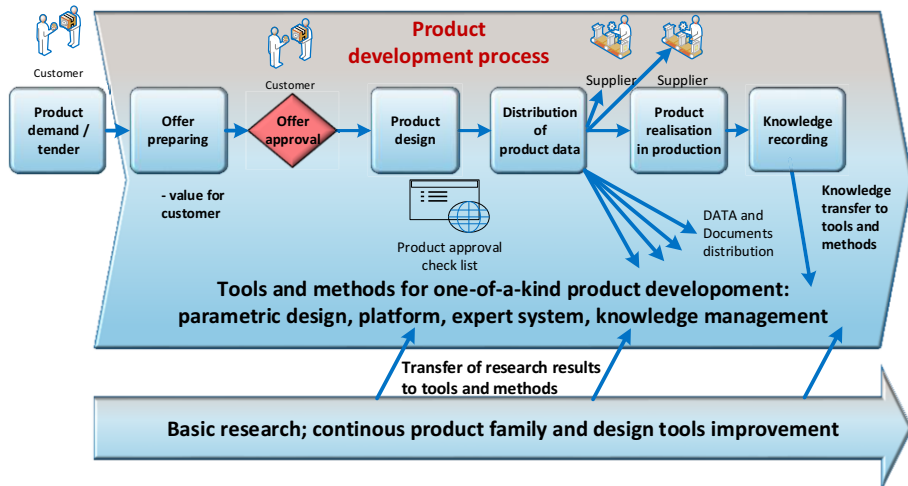 Product
development process
Customer
Customer
Supplier
Supplier
Product
demand /
tender
Offer
preparing
Offer
approval
Product
design
Distribution
of
product data
Product
realisation
in production
Knowledge
recording
- value for
customer
Product approval
check list
DATA and
Documents
distribution
Knowledge
transfer to
tools and
methods
Tools and methods for one-of-a-kind product developoment:
parametric design, platform, expert system, knowledge management
Transfer of research results
to tools and methods
Basic research; continous product family and design tools improvement